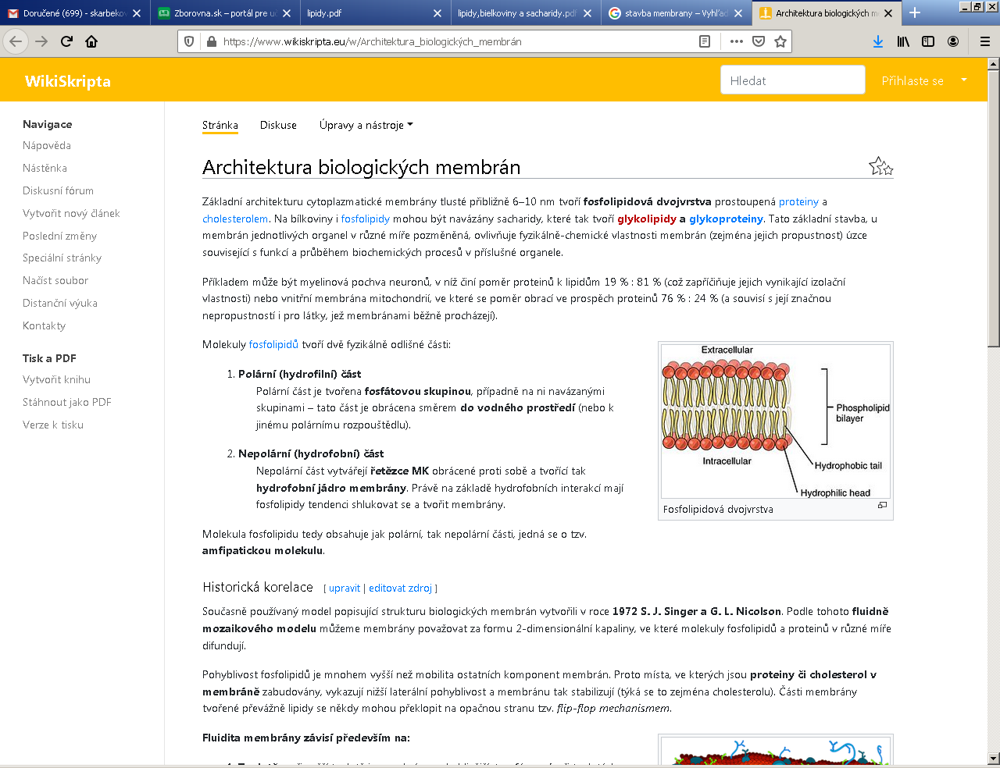 Doručené (699) - skarbekov
Zborovna.sk – portál pre uč
lipidy.pdf
lipidy,bielkoviny a sacharidy.pdf
stavba membrany – Vyhľad
Architektura biologických me
https://www.wikiskripta.eu/w/Architektura_biologických_membrán
WikiSkripta
Hledat
Přihlaste se
Navigace
Nápověda
Nástěnka
Diskusní fórum
Vytvořit nový článek
Poslední změny
Speciální stránky
Načíst soubor
Distanční výuka
Kontakty
Tisk a PDF
Vytvořit knihu
Stáhnout jako PDF
Verze k tisku
Stránka
Diskuse
Úpravy a nástroje
Architektura biologických membrán
Základní architekturu cytoplazmatické membrány tlusté přibližně 6–10 nm tvoří fosfolipidová dvojvrstva prostoupená proteiny a
cholesterolem. Na bílkoviny i fosfolipidy mohou být navázány sacharidy, které tak tvoří glykolipidy a glykoproteiny. Tato základní stavba, u
membrán jednotlivých organel v různé míře pozměněná, ovlivňuje fyzikálně-chemické vlastnosti membrán (zejména jejich propustnost) úzce
související s funkcí a průběhem biochemických procesů v příslušné organele.
Příkladem může být myelinová pochva neuronů, v níž činí poměr proteinů k lipidům 19 % : 81 % (což zapříčiňuje jejich vynikající izolační
vlastnosti) nebo vnitřní membrána mitochondrií, ve které se poměr obrací ve prospěch proteinů 76 % : 24 % (a souvisí s její značnou
nepropustností i pro látky, jež membránami běžně procházejí).
Molekuly fosfolipidů tvoří dvě fyzikálně odlišné části:
1. Polární (hydrofilní) část
Polární část je tvořena fosfátovou skupinou, případně na ni navázanými
skupinami – tato část je obrácena směrem do vodného prostředí (nebo k
jinému polárnímu rozpouštědlu).
2. Nepolární (hydrofobní) část
Nepolární část vytvářejí řetězce MK obrácené proti sobě a tvořící tak
hydrofobní jádro membrány. Právě na základě hydrofobních interakcí mají
fosfolipidy tendenci shlukovat se a tvořit membrány.
Extracellular
Phospholipid
bilayer
Intracellular
Hydrophobic tail
Hydrophilic head
Fosfolipidová dvojvrstva
Molekula fosfolipidu tedy obsahuje jak polární, tak nepolární části, jedná se o tzv.
amfipatickou molekulu.
Historická korelace [ upravit | editovat zdroj ]
Současně používaný model popisující strukturu biologických membrán vytvořili v roce 1972 S. J. Singer a G. L. Nicolson. Podle tohoto fluidně
mozaikového modelu můžeme membrány považovat za formu 2-dimensionální kapaliny, ve které molekuly fosfolipidů a proteinů v různé míře
difundují.
Pohyblivost fosfolipidů je mnohem vyšší než mobilita ostatních komponent membrán. Proto místa, ve kterých jsou proteiny či cholesterol v
membráně zabudovány, vykazují nižší laterální pohyblivost a membránu tak stabilizují (týká se to zejména cholesterolu). Části membrány
tvořené převážně lipidy se někdy mohou překlopit na opačnou stranu tzv. flip-flop mechanismem.
Fluidita membrány závisí především na: